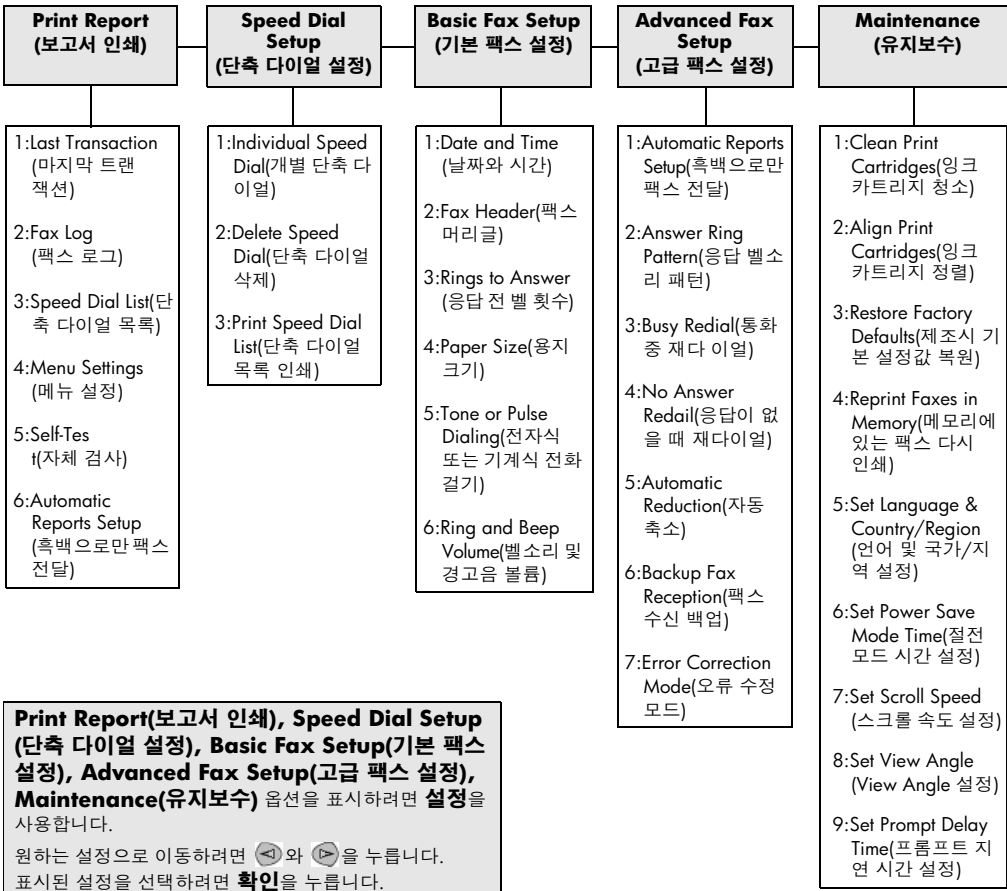 Print Report
(보고서 인쇄)
Speed Dial
Setup
(단축 다이얼 설정)
Basic Fax Setup
(기본 팩스 설정)
Advanced Fax
Setup
(고급 팩스 설정)
Maintenance
(유지보수)
1:Last Transaction
(마지막 트랜
잭션)
2:Fax Log
(팩스 로그)
3:Speed Dial List(단
축 다이얼 목록)
4:Menu Settings
(메뉴 설정)
5:Self-Tes
t(자체 검사)
6:Automatic
Reports Setup
(흑백으로만 팩스
전달)
1:Individual Speed
Dial(개별 단축 다
이얼)
2:Delete Speed
Dial(단축 다이얼
삭제)
3:Print Speed Dial
List(단축 다이얼
목록 인쇄)
1:Date and Time
(날짜와 시간)
2:Fax Header(팩스
머리글)
3:Rings to Answer
(응답 전 벨 횟수)
4:Paper Size(용지
크기)
5:Tone or Pulse
Dialing(전자식
또는 기계식 전화
걸기)
6:Ring and Beep
Volume(벨소리 및
경고음 볼륨)
1:Automatic Reports
Setup(흑백으로만
팩스 전달)
2:Answer Ring
Pattern(응답 벨소
리 패턴)
3:Busy Redial(통화
중 재다 이얼)
4:No Answer
Redail(응답이 없
을 때 재다이얼)
5:Automatic
Reduction(자동
축소)
6:Backup Fax
Reception(팩스
수신 백업)
7:Error Correction
Mode(오류 수정
모드)
1:Clean Print
Cartridges(잉크
카트리지 청소)
2:Align Print
Cartridges(잉크
카트리지 정렬)
3:Restore Factory
Defaults(제조시 기
본 설정값 복원)
4:Reprint Faxes in
Memory(메모리에
있는 팩스 다시
인쇄)
5:Set Language &
Country/Region
(언어 및 국가/지
역 설정)
6:Set Power Save
Mode Time(절전
모드 시간 설정)
7:Set Scroll Speed
(스크롤 속도 설정)
8:Set View Angle
(View Angle 설정)
9:Set Prompt Delay
Time(프롬프트 지
연 시간 설정)
Print Report(보고서 인쇄), Speed Dial Setup
(단축 다이얼 설정), Basic Fax Setup(기본 팩스
설정), Advanced Fax Setup(고급 팩스 설정),
Maintenance(유지보수) 옵션을 표시하려면 설정을
사용합니다.
원하는 설정으로 이동하려면 와 을 누릅니다.
표시된 설정을 선택하려면 확인을 누릅니다.